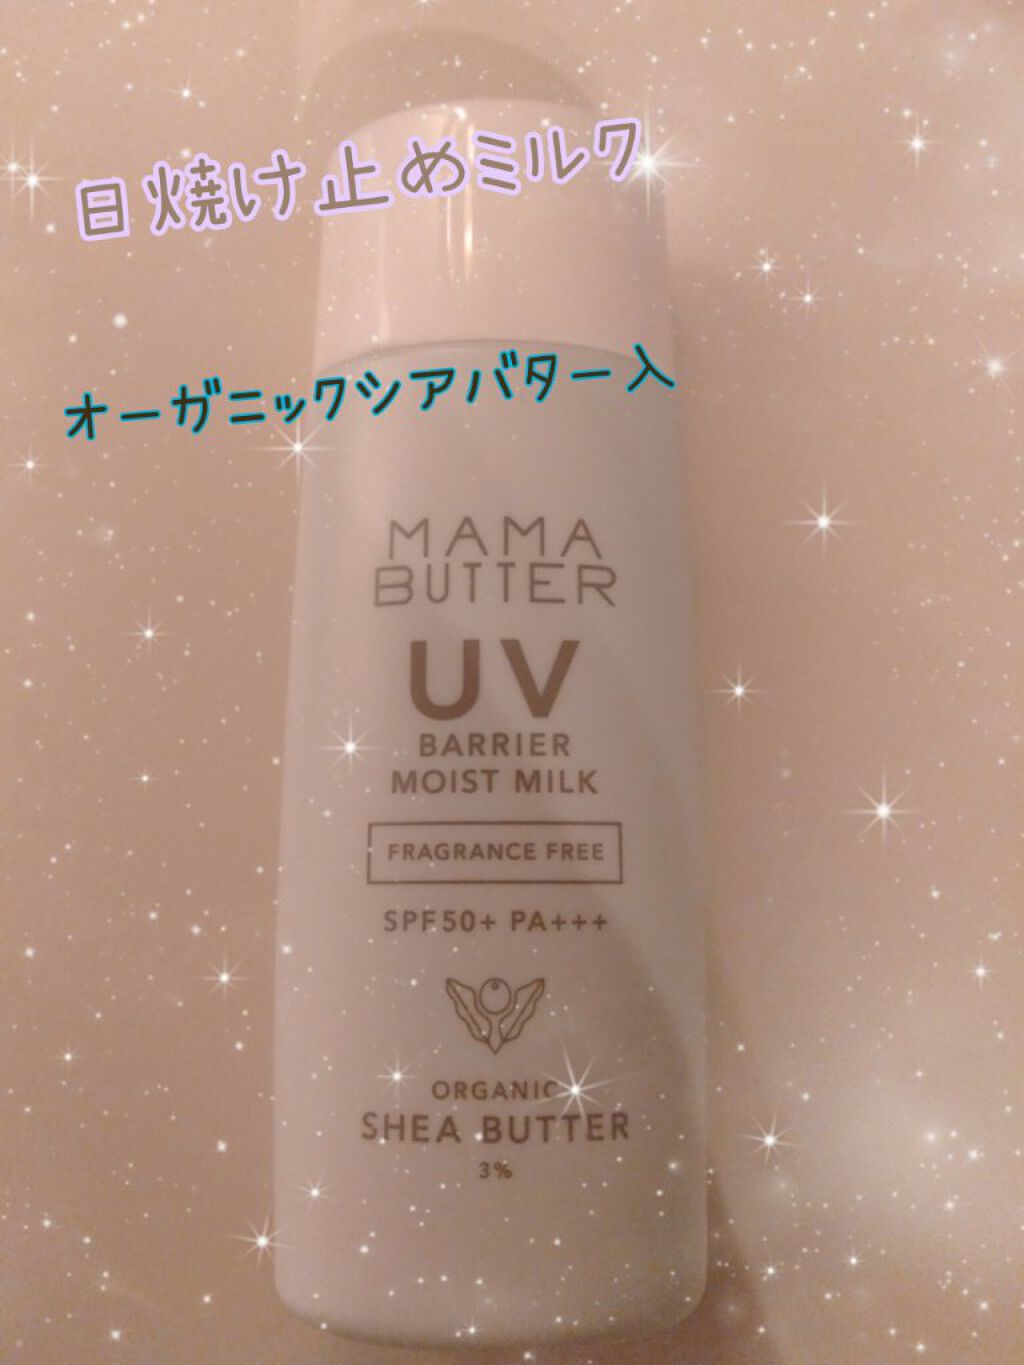 日焼け止めミルク
オーガニックシアバター入
MAMA
BUTTER
UV
BARRIER
MOIST MILK
FRAGRANCE FREE
SPF50+ PA+++
ORGANIC
SHEA BUTTER
3%